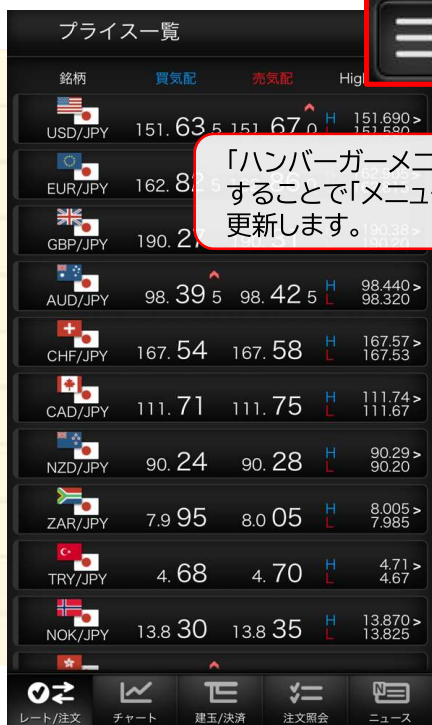 プライス一覧
銘柄 買気配 売気配 Hig
USD/JPY 151. 63 5 151 67 0 H 151.690 >
L 151.580
「ハンバーガーメニ
することで「メニュ
更新します。
EUR/JPY 162. 8
GBP/JPY 190. 27
AUD/JPY 98. 39 5 98. 42 5 H 98.440 >
L 98.320
CHF/JPY 167. 54 167. 58 H 167.57 >
L 167.53
CAD/JPY 111. 71 111. 75 H 111.74 >
L 111.67
NZD/JPY 90. 24 90. 28 H 90.29 >
L 90.20
ZAR/JPY 7.9 95 8.0 05 H 8.005 >
L 7.985
TRY/JPY 4. 68 4. 70 H 4.71 >
L 4.67
NOK/JPY 13.8 30 13.8 35 H 13.870 >
L 13.825
レート/注文 チャート 建玉/決済 注文照会 ニュース